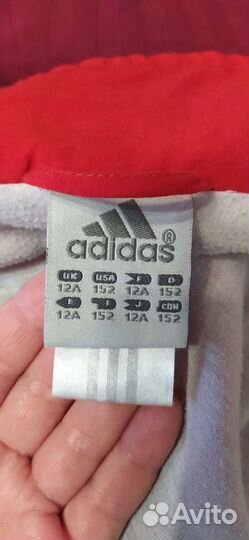 adidas®
UK USA F D
12A 152 12A 152
E I J CDN
12A 152 12A 152
Avito